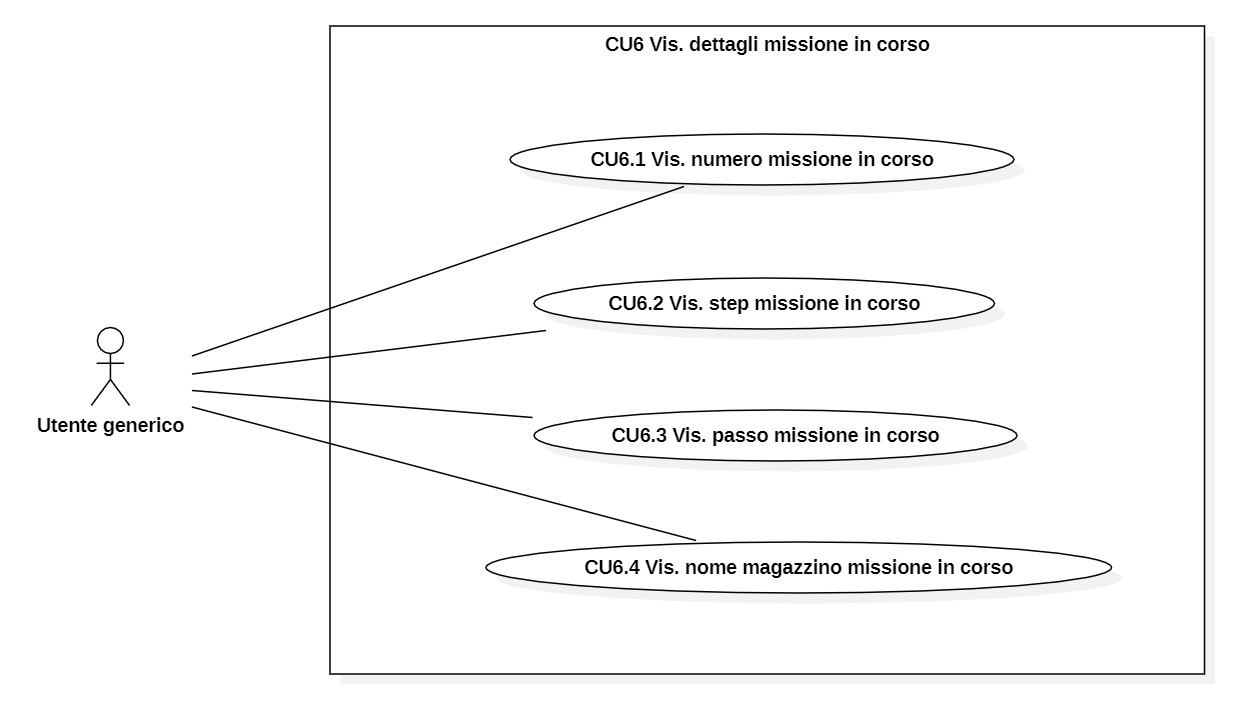 CU6 Vis. dettagli missione in corso
CU6.1 Vis. numero missione in corso
CU6.2 Vis. step missione in corso
Utente generico
CU6.3 Vis. passo missione in corso
CU6.4 Vis. nome magazzino missione in corso